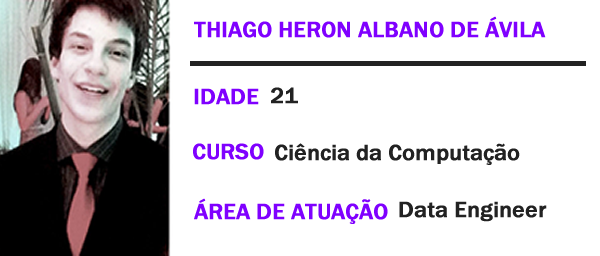 THIAGO HERON ALBANO DE ÁVILA
IDADE 21
CURSO Ciência da Computação
ÁREA DE ATUAÇÃO Data Engineer